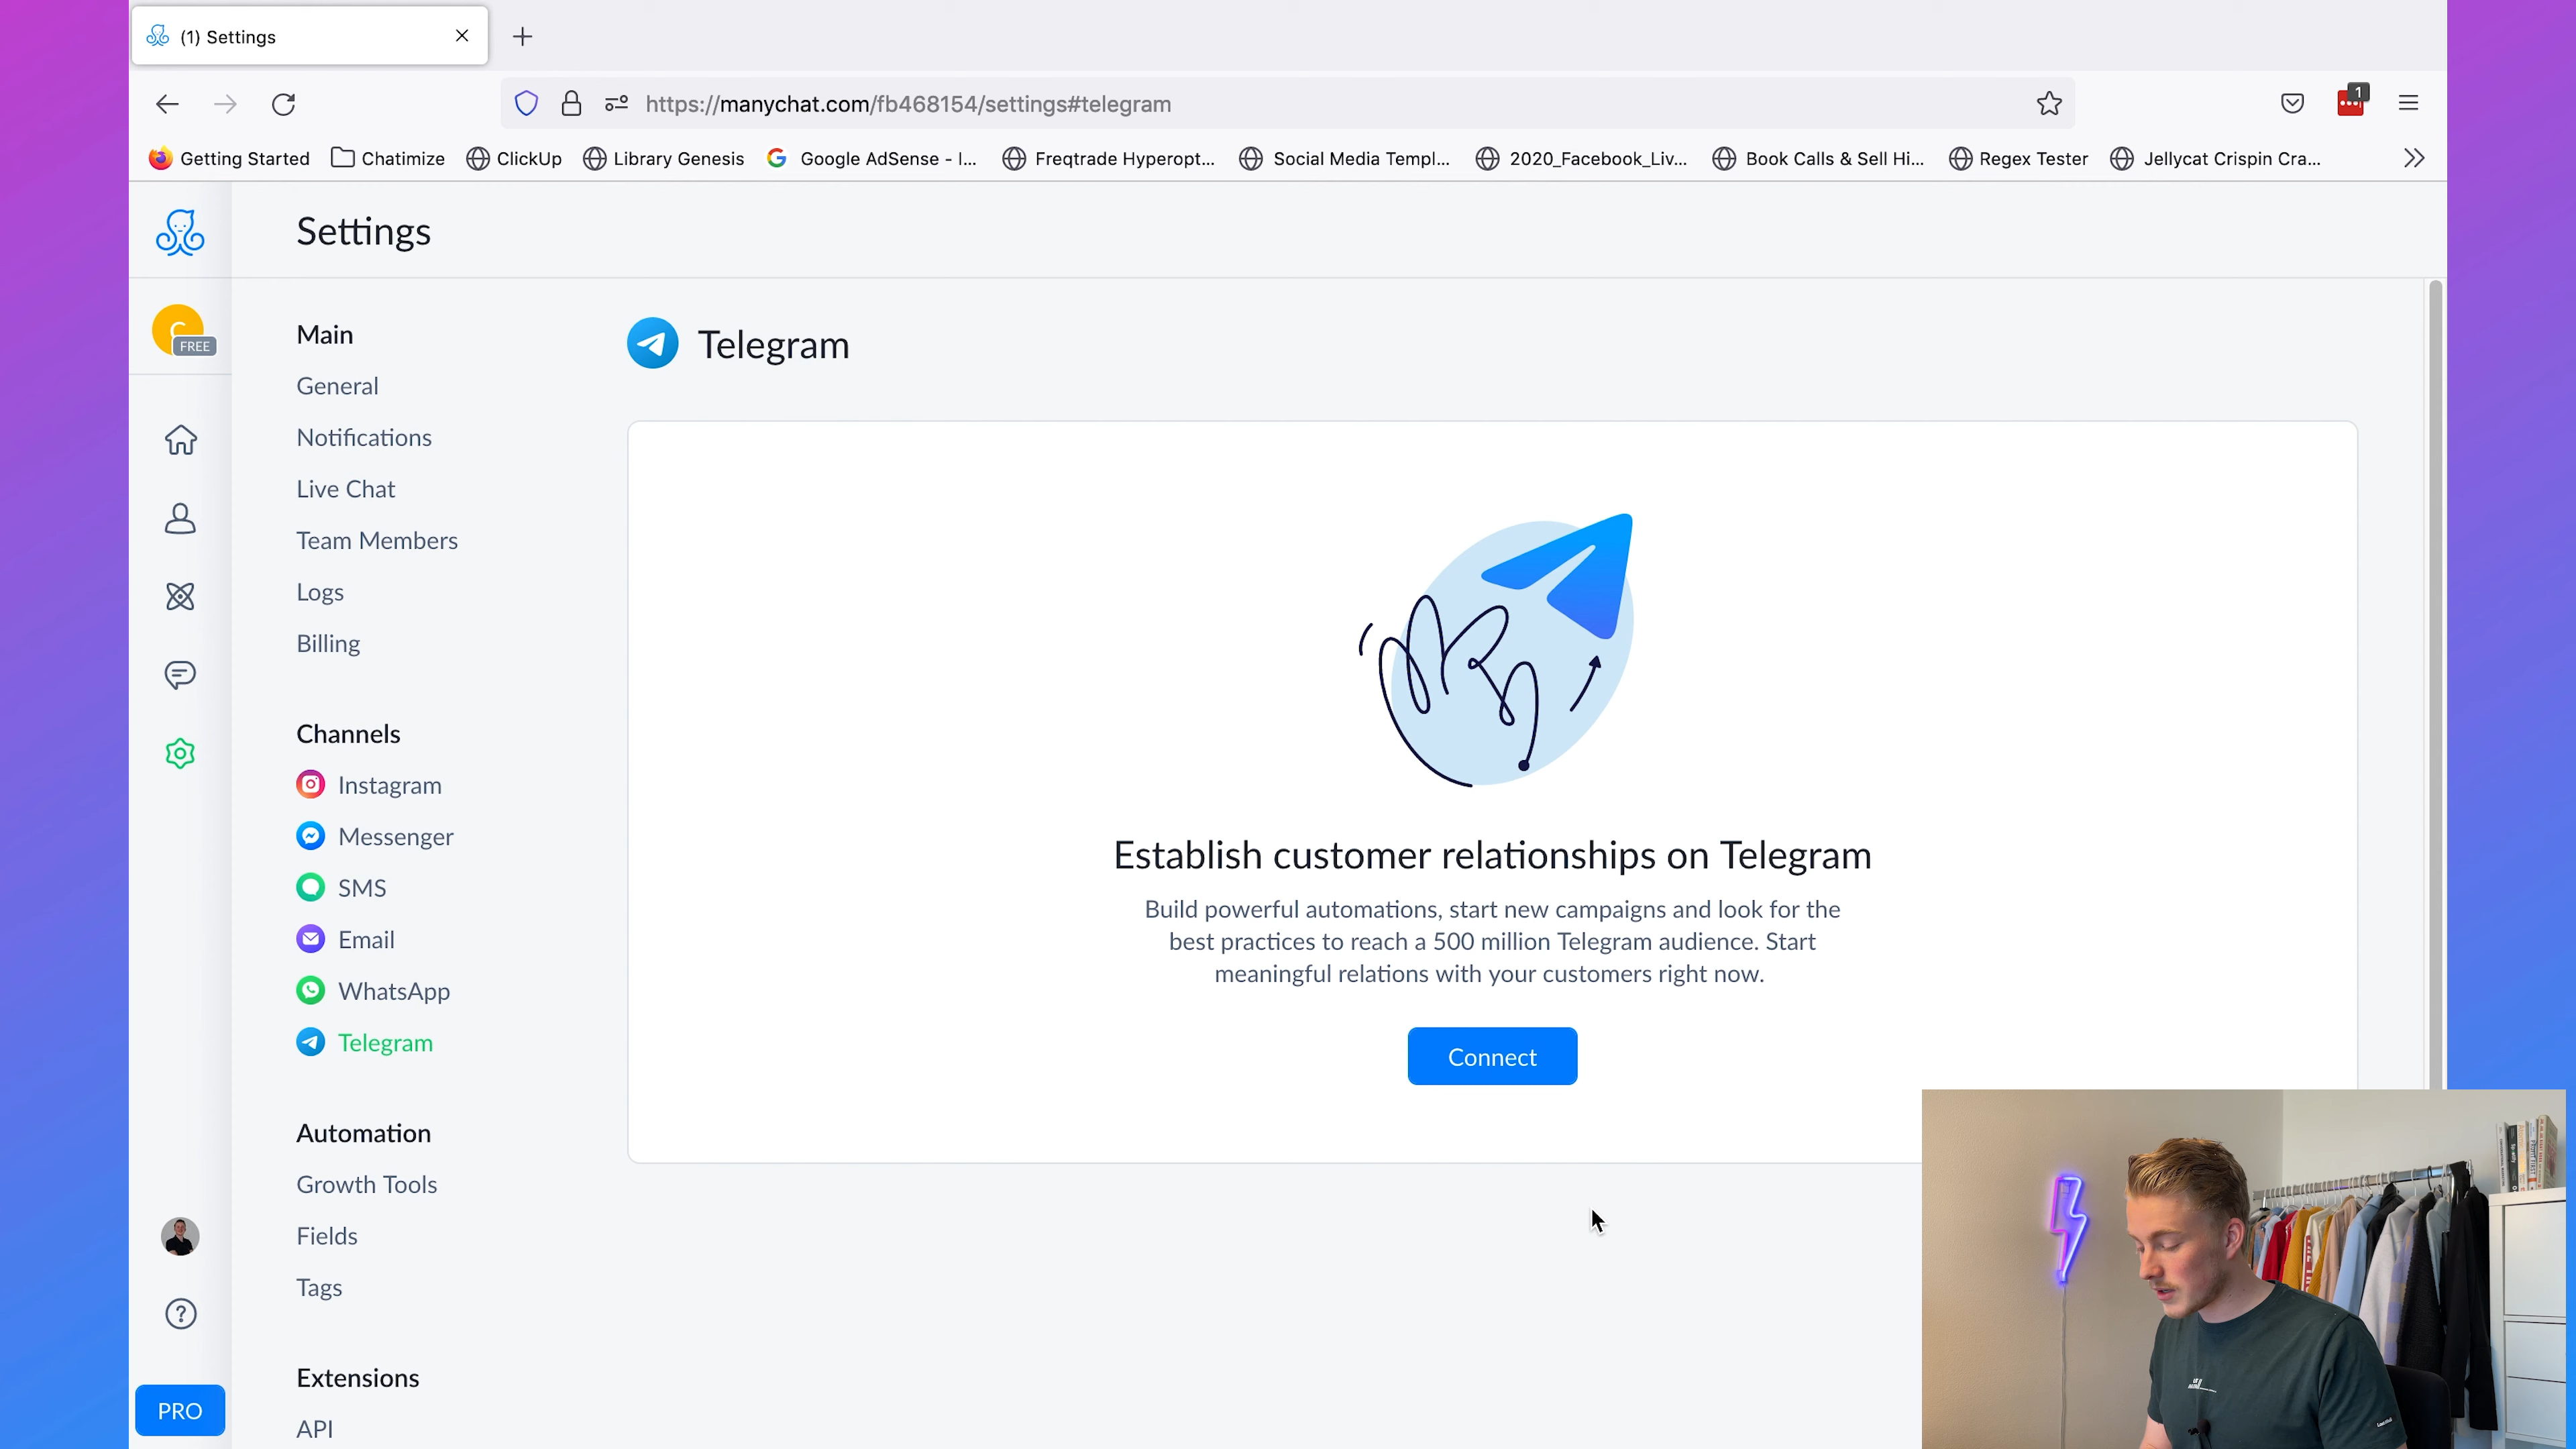 (1) Settings
https://manychat.com/fb468154/settings#telegram
1
Getting Started
Chatimize
ClickUp
Library Genesis
Google AdSense - I...
Freqtrade Hyperopt...
Social Media Templ...
2020_Facebook_Liv...
Book Calls & Sell Hi...
Regex Tester
Jellycat Crispin Cra...
Settings
C
FREE
Main
General
Notifications
Live Chat
Team Members
Logs
Billing
Channels
Instagram
Messenger
SMS
Email
WhatsApp
Telegram
Automation
Growth Tools
Fields
Tags
Extensions
API
PRO
Telegram
Establish customer relationships on Telegram
Build powerful automations, start new campaigns and look for the
best practices to reach a 500 million Telegram audience. Start
meaningful relations with your customers right now.
Connect